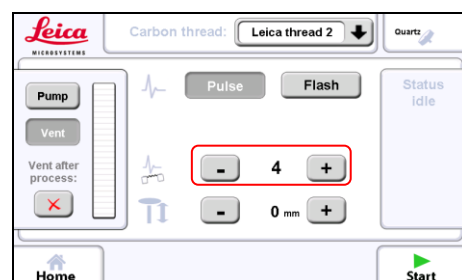 Leica
MICROSYSTEMS
Carbon thread:
Leica thread 2
Quartz
Pump
Vent
Vent after
process:
Pulse
Flash
Status
idle
-
4
+
-
0 mm
+
Home
Start